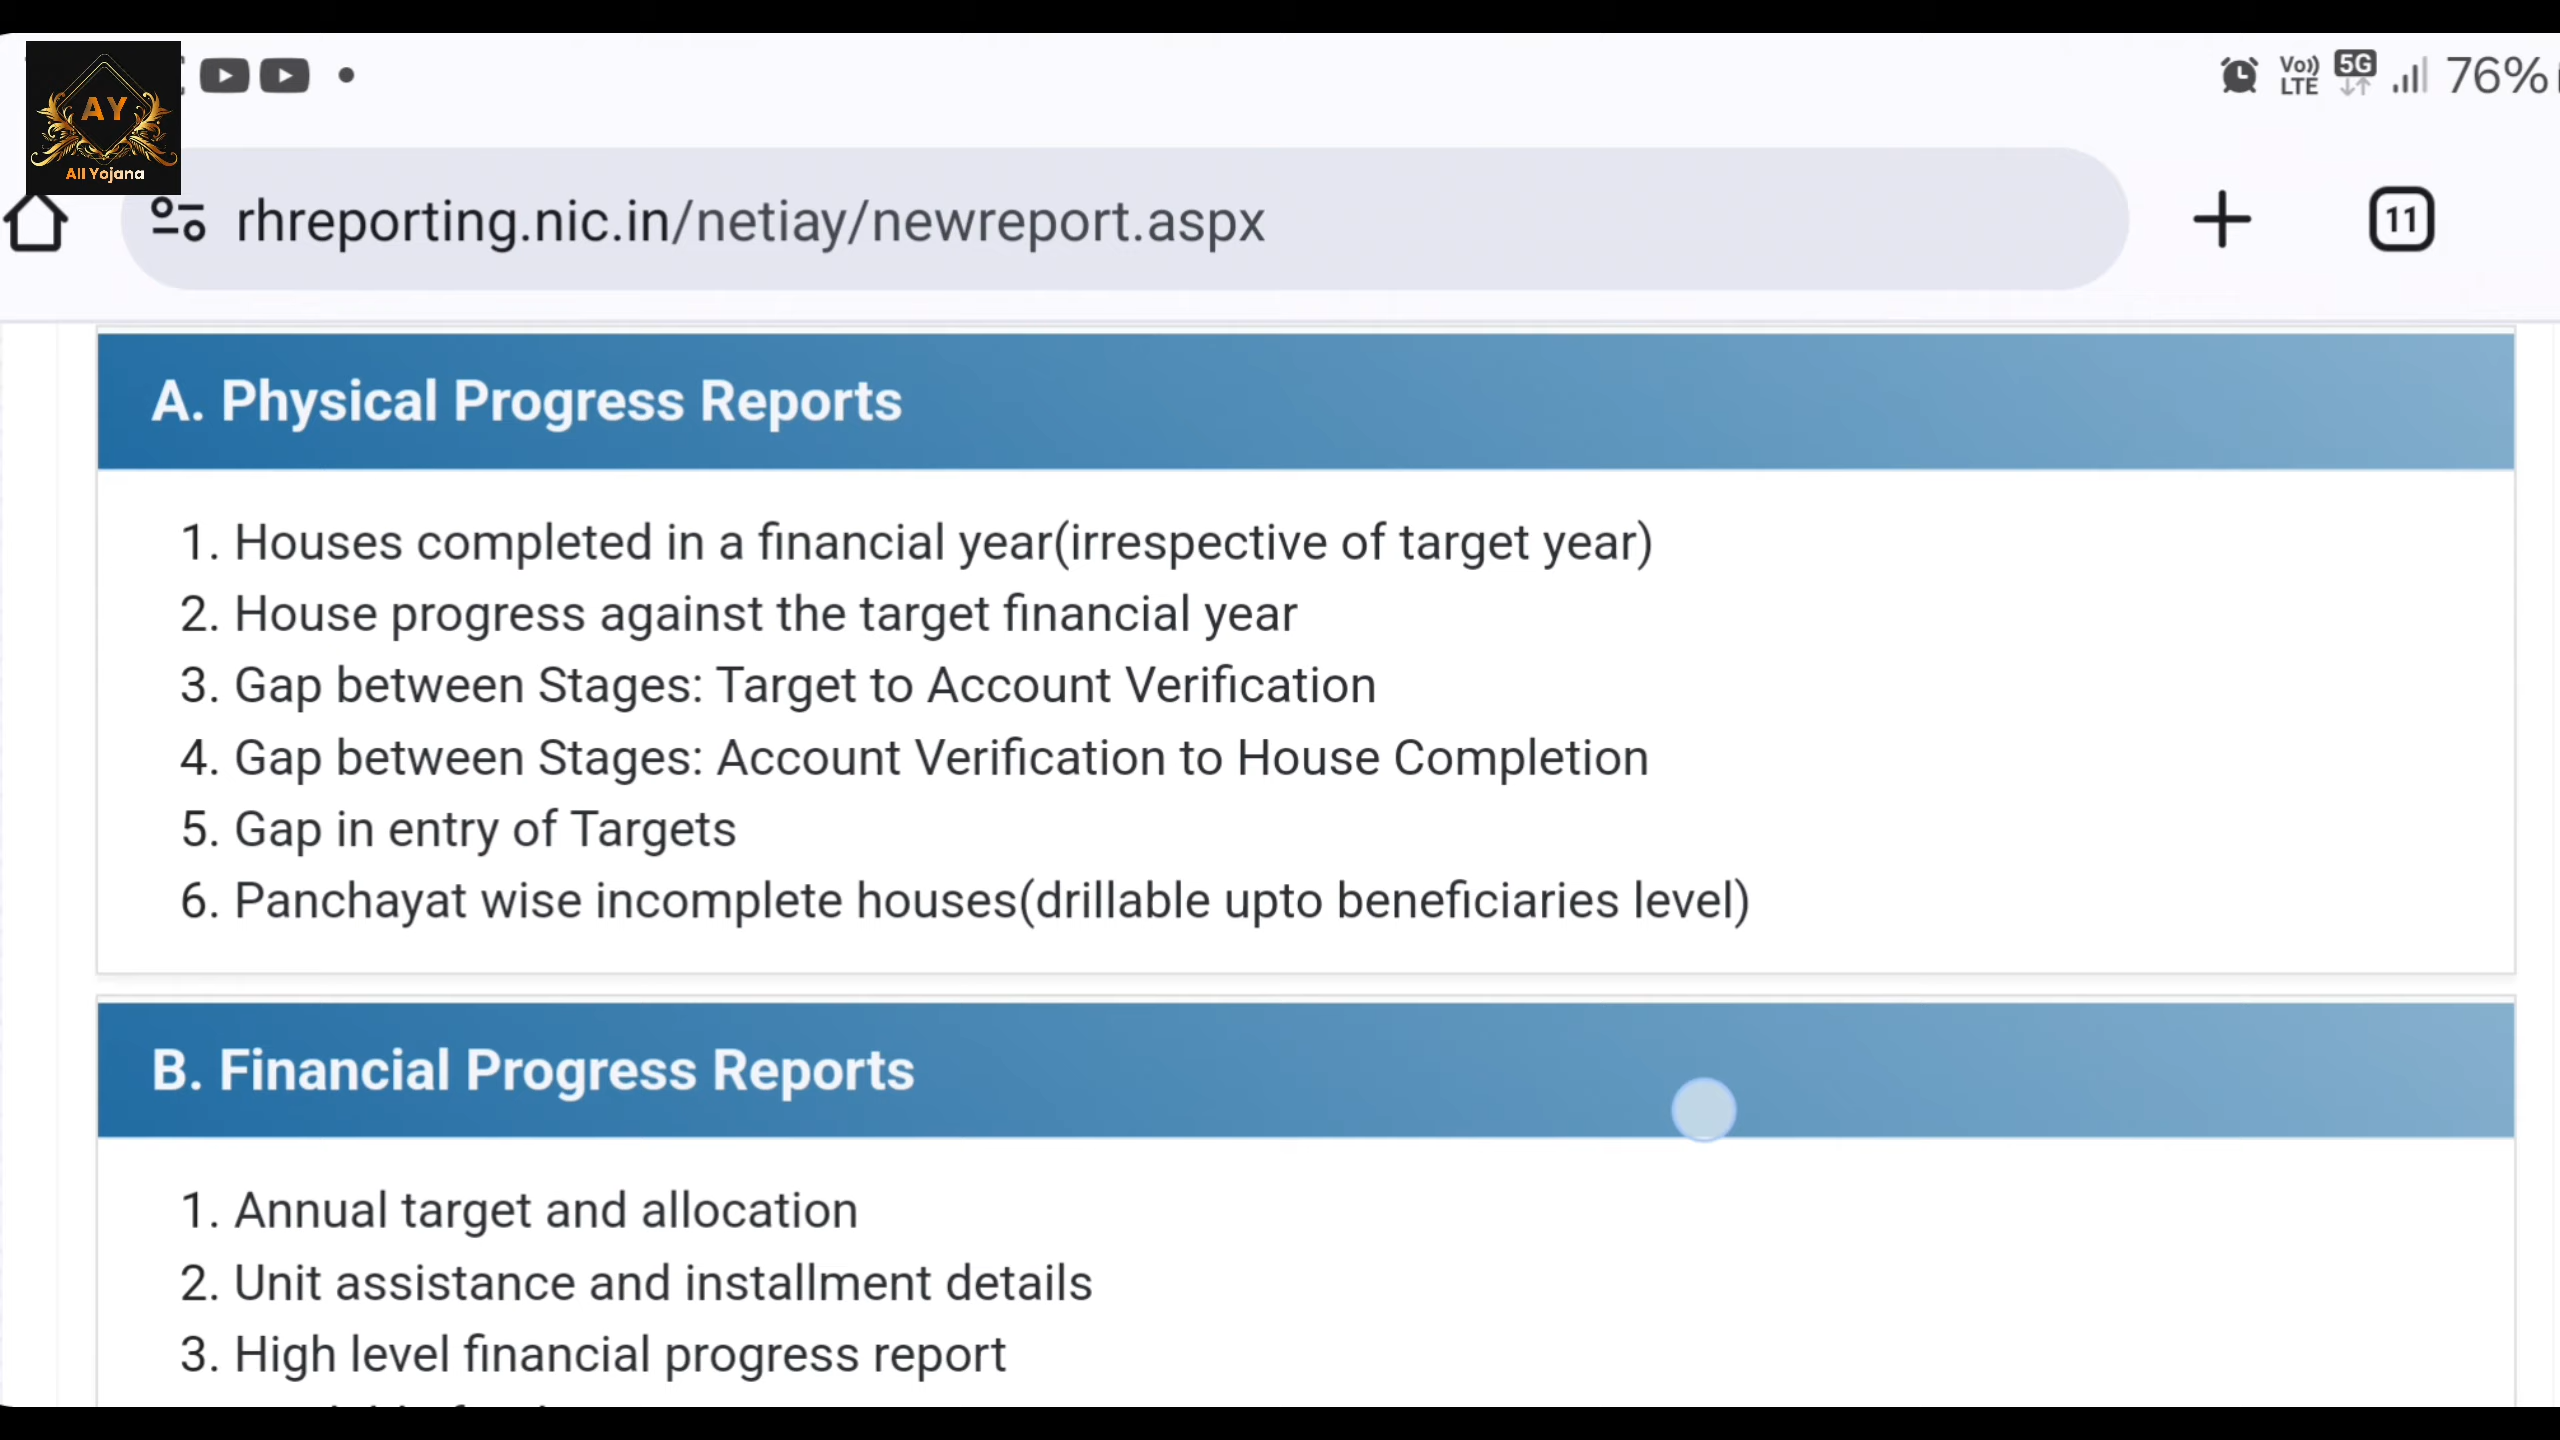 AY
All Yojana
Vo))
LTE
5G
76%
rhreporting.nic.in/netiay/newreport.aspx
11
A. Physical Progress Reports
1. Houses completed in a financial year(irrespective of target year)
2. House progress against the target financial year
3. Gap between Stages: Target to Account Verification
4. Gap between Stages: Account Verification to House Completion
5. Gap in entry of Targets
6. Panchayat wise incomplete houses(drillable upto beneficiaries level)
B. Financial Progress Reports
1. Annual target and allocation
2. Unit assistance and installment details
3. High level financial progress report